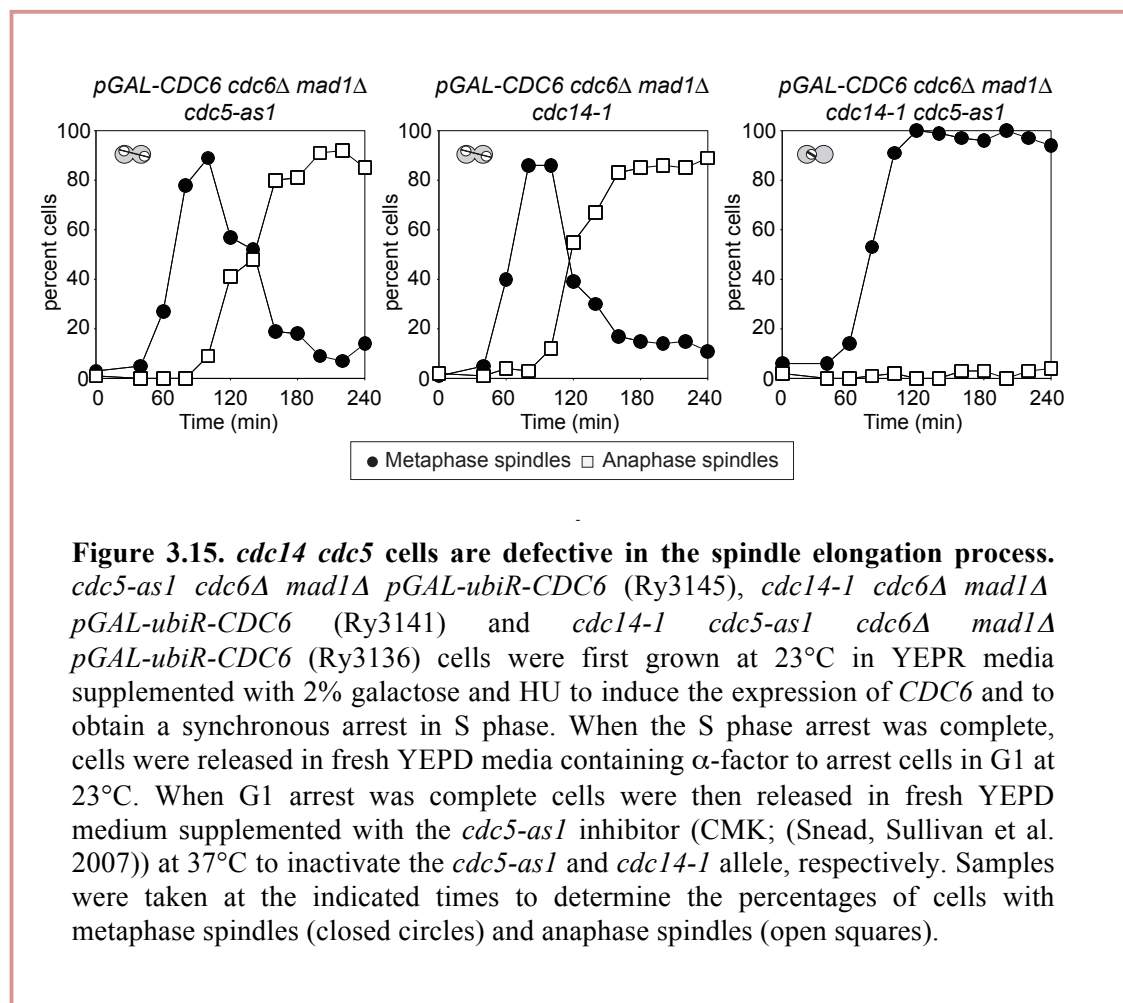 pGAL-CDC6 cdc6Δ mad1Δ
cdc5-as1
pGAL-CDC6 cdc6Δ mad1Δ
cdc14-1
pGAL-CDC6 cdc6Δ mad1Δ
cdc14-1 cdc5-as1
percent cells
100
80
60
40
20
0
0 60 120 180 240
Time (min)
percent cells
100
80
60
40
20
0
0 60 120 180 240
Time (min)
percent cells
100
80
60
40
20
0
0 60 120 180 240
Time (min)
Metaphase spindles Anaphase spindles
-
Figure 3.15. cdc14 cdc5 cells are defective in the spindle elongation process.
cdc5-as1 cdc6Δ mad1Δ pGAL-ubiR-CDC6 (Ry3145), cdc14-1 cdc6Δ mad1Δ
pGAL-ubiR-CDC6 (Ry3141) and cdc14-1 cdc5-as1 cdc6Δ mad1Δ
pGAL-ubiR-CDC6 (Ry3136) cells were first grown at 23°C in YEPR media
supplemented with 2% galactose and HU to induce the expression of CDC6 and to
obtain a synchronous arrest in S phase. When the S phase arrest was complete,
cells were released in fresh YEPD media containing α-factor to arrest cells in G1 at
23°C. When G1 arrest was complete cells were then released in fresh YEPD
medium supplemented with the cdc5-as1 inhibitor (CMK; (Snead, Sullivan et al.
2007)) at 37°C to inactivate the cdc5-as1 and cdc14-1 allele, respectively. Samples
were taken at the indicated times to determine the percentages of cells with
metaphase spindles (closed circles) and anaphase spindles (open squares).